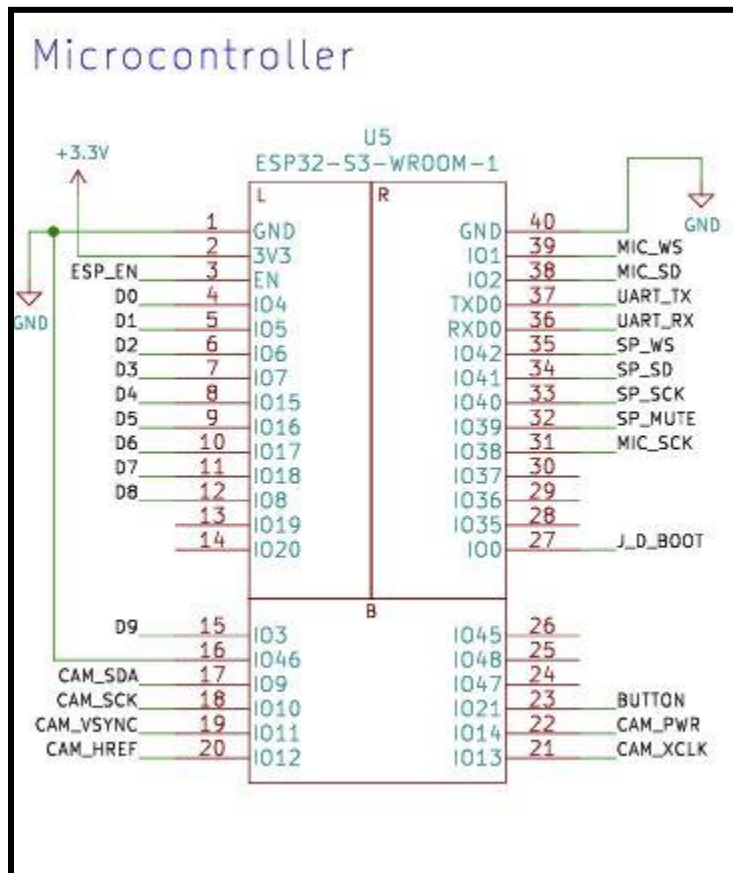 Microcontroller
U5
ESP32-S3-WROOM-1
+3.3V
L R
GND
GND
1 GND GND 40
2 3V3 IO1 39 MIC_WS
ESP_EN 3 EN IO2 38 MIC_SD
D0 4 IO4 TXD0 37 UART_TX
D1 5 IO5 RXD0 36 UART_RX
D2 6 IO6 IO42 35 SP_WS
D3 7 IO7 IO41 34 SP_SD
D4 8 IO15 IO40 33 SP_SCK
D5 9 IO16 IO39 32 SP_MUTE
D6 10 IO17 IO38 31 MIC_SCK
D7 11 IO18 IO37 30
D8 12 IO8 IO36 29
13 IO19 IO35 28
14 IO20 IO0 27 J_D_BOOT
B
D9 15 IO3 IO45 26
16 IO46 IO48 25
CAM_SDA 17 IO9 IO47 24
CAM_SCK 18 IO10 IO21 23 BUTTON
CAM_VSYNC 19 IO11 IO14 22 CAM_PWR
CAM_HREF 20 IO12 IO13 21 CAM_XCLK